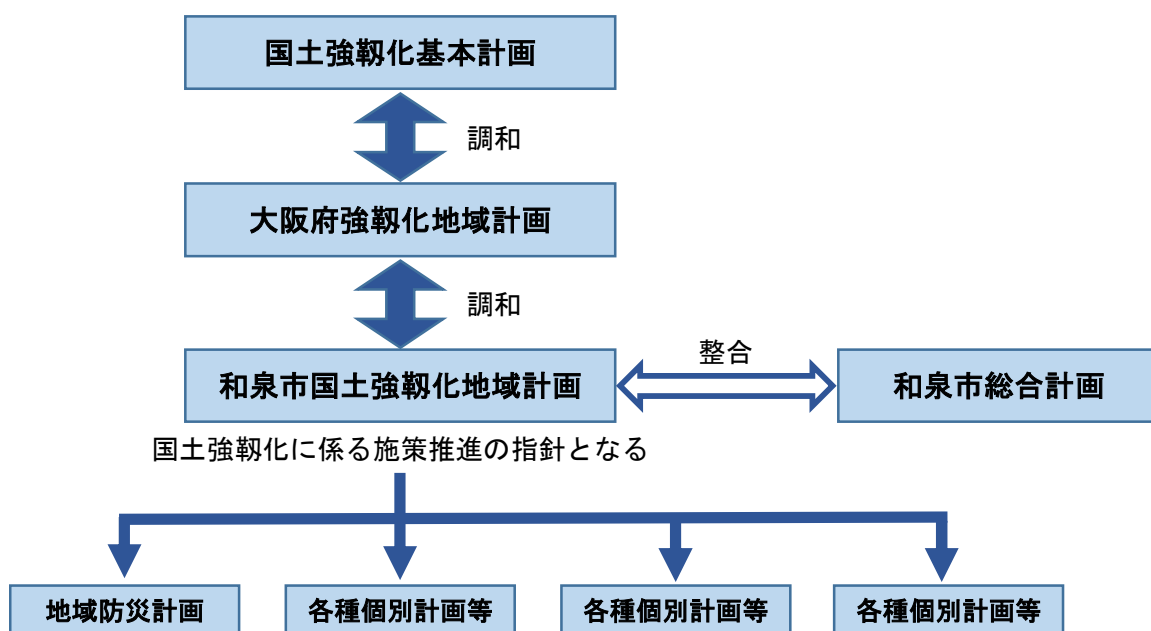 国土強靱化基本計画
調和
大阪府強靱化地域計画
調和
和泉市国土強靱化地域計画
整合
和泉市総合計画
国土強靱化に係る施策推進の指針となる
地域防災計画
各種個別計画等
各種個別計画等
各種個別計画等